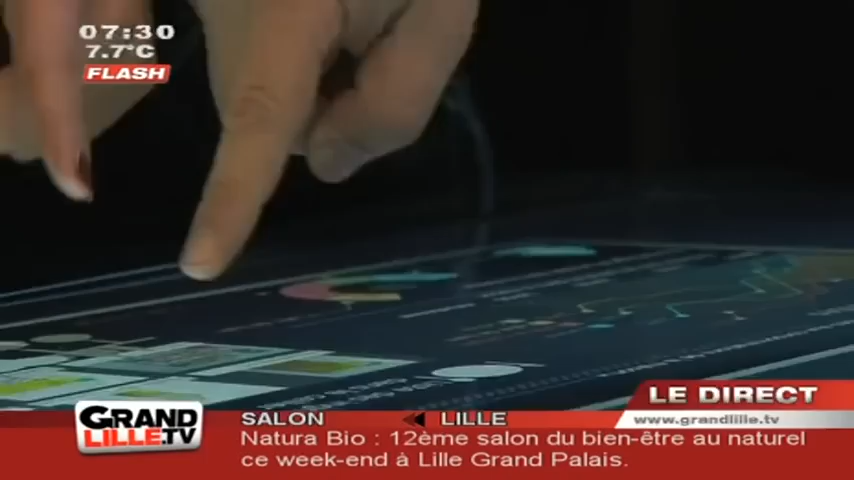 07:30
7.7°C
FLASH
LE DIRECT
www.grandlille.tv
GRAND
LILLE.TV
SALON
LILLE
Natura Bio : 12ème salon du bien-être au naturel
ce week-end à Lille Grand Palais.